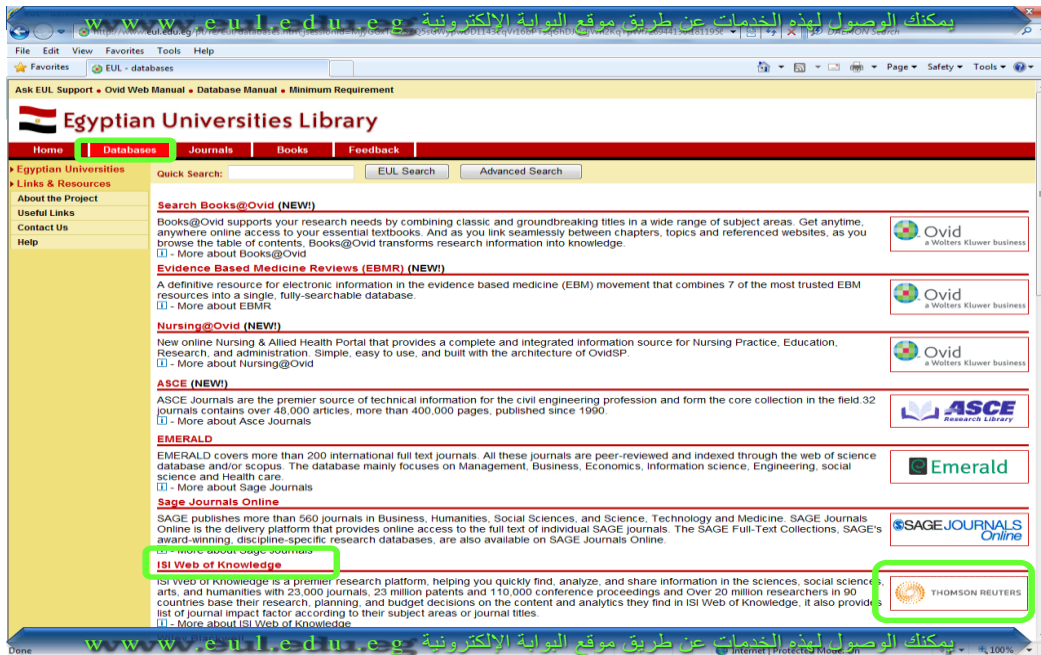 يمكنك الوصول لهذه الخدمات عن طريق موقع البوابة الإلكترونية www.eul.edu.eg
File Edit View Favorites Tools Help
Favorites EUL - databases Page Safety Tools
Ask EUL Support • Ovid Web Manual • Database Manual • Minimum Requirement
Egyptian Universities Library
Home Databases Journals Books Feedback
Egyptian Universities
Links & Resources
About the Project
Useful Links
Contact Us
Help
Quick Search: EUL Search Advanced Search
Search Books@Ovid (NEW!)
Books@Ovid supports your research needs by combining classic and groundbreaking titles in a wide range of subject areas. Get anytime,
anywhere online access to your essential textbooks. And as you link seamlessly between chapters, topics and referenced websites, as you
browse the table of contents, Books@Ovid transforms research information into knowledge.
- More about Books@Ovid
Ovid
a Wolters Kluwer business
Evidence Based Medicine Reviews (EBMR) (NEW!)
A definitive resource for electronic information in the evidence based medicine (EBM) movement that combines 7 of the most trusted EBM
resources into a single, fully-searchable database.
- More about EBMR
Ovid
a Wolters Kluwer business
Nursing@Ovid (NEW!)
New online Nursing & Allied Health Portal that provides a complete and integrated information source for Nursing Practice, Education,
Research, and administration. Simple, easy to use, and built with the architecture of OvidSP.
- More about Nursing@Ovid
Ovid
a Wolters Kluwer business
ASCE (NEW!)
ASCE Journals are the premier source of technical information for the civil engineering profession and form the core collection in the field.32
journals contains over 48,000 articles, more than 400,000 pages, published since 1990.
- More about Asce Journals
ASCE
Research Library
EMERALD
EMERALD covers more than 200 international full text journals. All these journals are peer-reviewed and indexed through the web of science
database and/or scopus. The database mainly focuses on Management, Business, Economics, Information science, Engineering, social
science and Health care.
- More about Sage Journals
Emerald
Sage Journals Online
SAGE publishes more than 560 journals in Business, Humanities, Social Sciences, and Science, Technology and Medicine. SAGE Journals
Online is the delivery platform that provides online access to the full text of individual SAGE journals. The SAGE Full-Text Collections, SAGE's
award-winning, discipline-specific research databases, are also available on SAGE Journals Online.
- More about Sage Journals
SAGE JOURNALS
Online
ISI Web of Knowledge
ISI Web of Knowledge is a premier research platform, helping you quickly find, analyze, and share information in the sciences, social sciences,
arts, and humanities with 23,000 journals, 23 million patents and 110,000 conference proceedings and Over 20 million researchers in 90
countries base their research, planning, and budget decisions on the content and analytics they find in ISI Web of Knowledge, it also provides
list of journal impact factor according to their subject areas or journal titles.
- More about ISI Web of Knowledge
THOMSON REUTERS
يمكنك الوصول لهذه الخدمات عن طريق موقع البوابة الإلكترونية www.eul.edu.eg
Done Internet | Protected Mode: On 100%